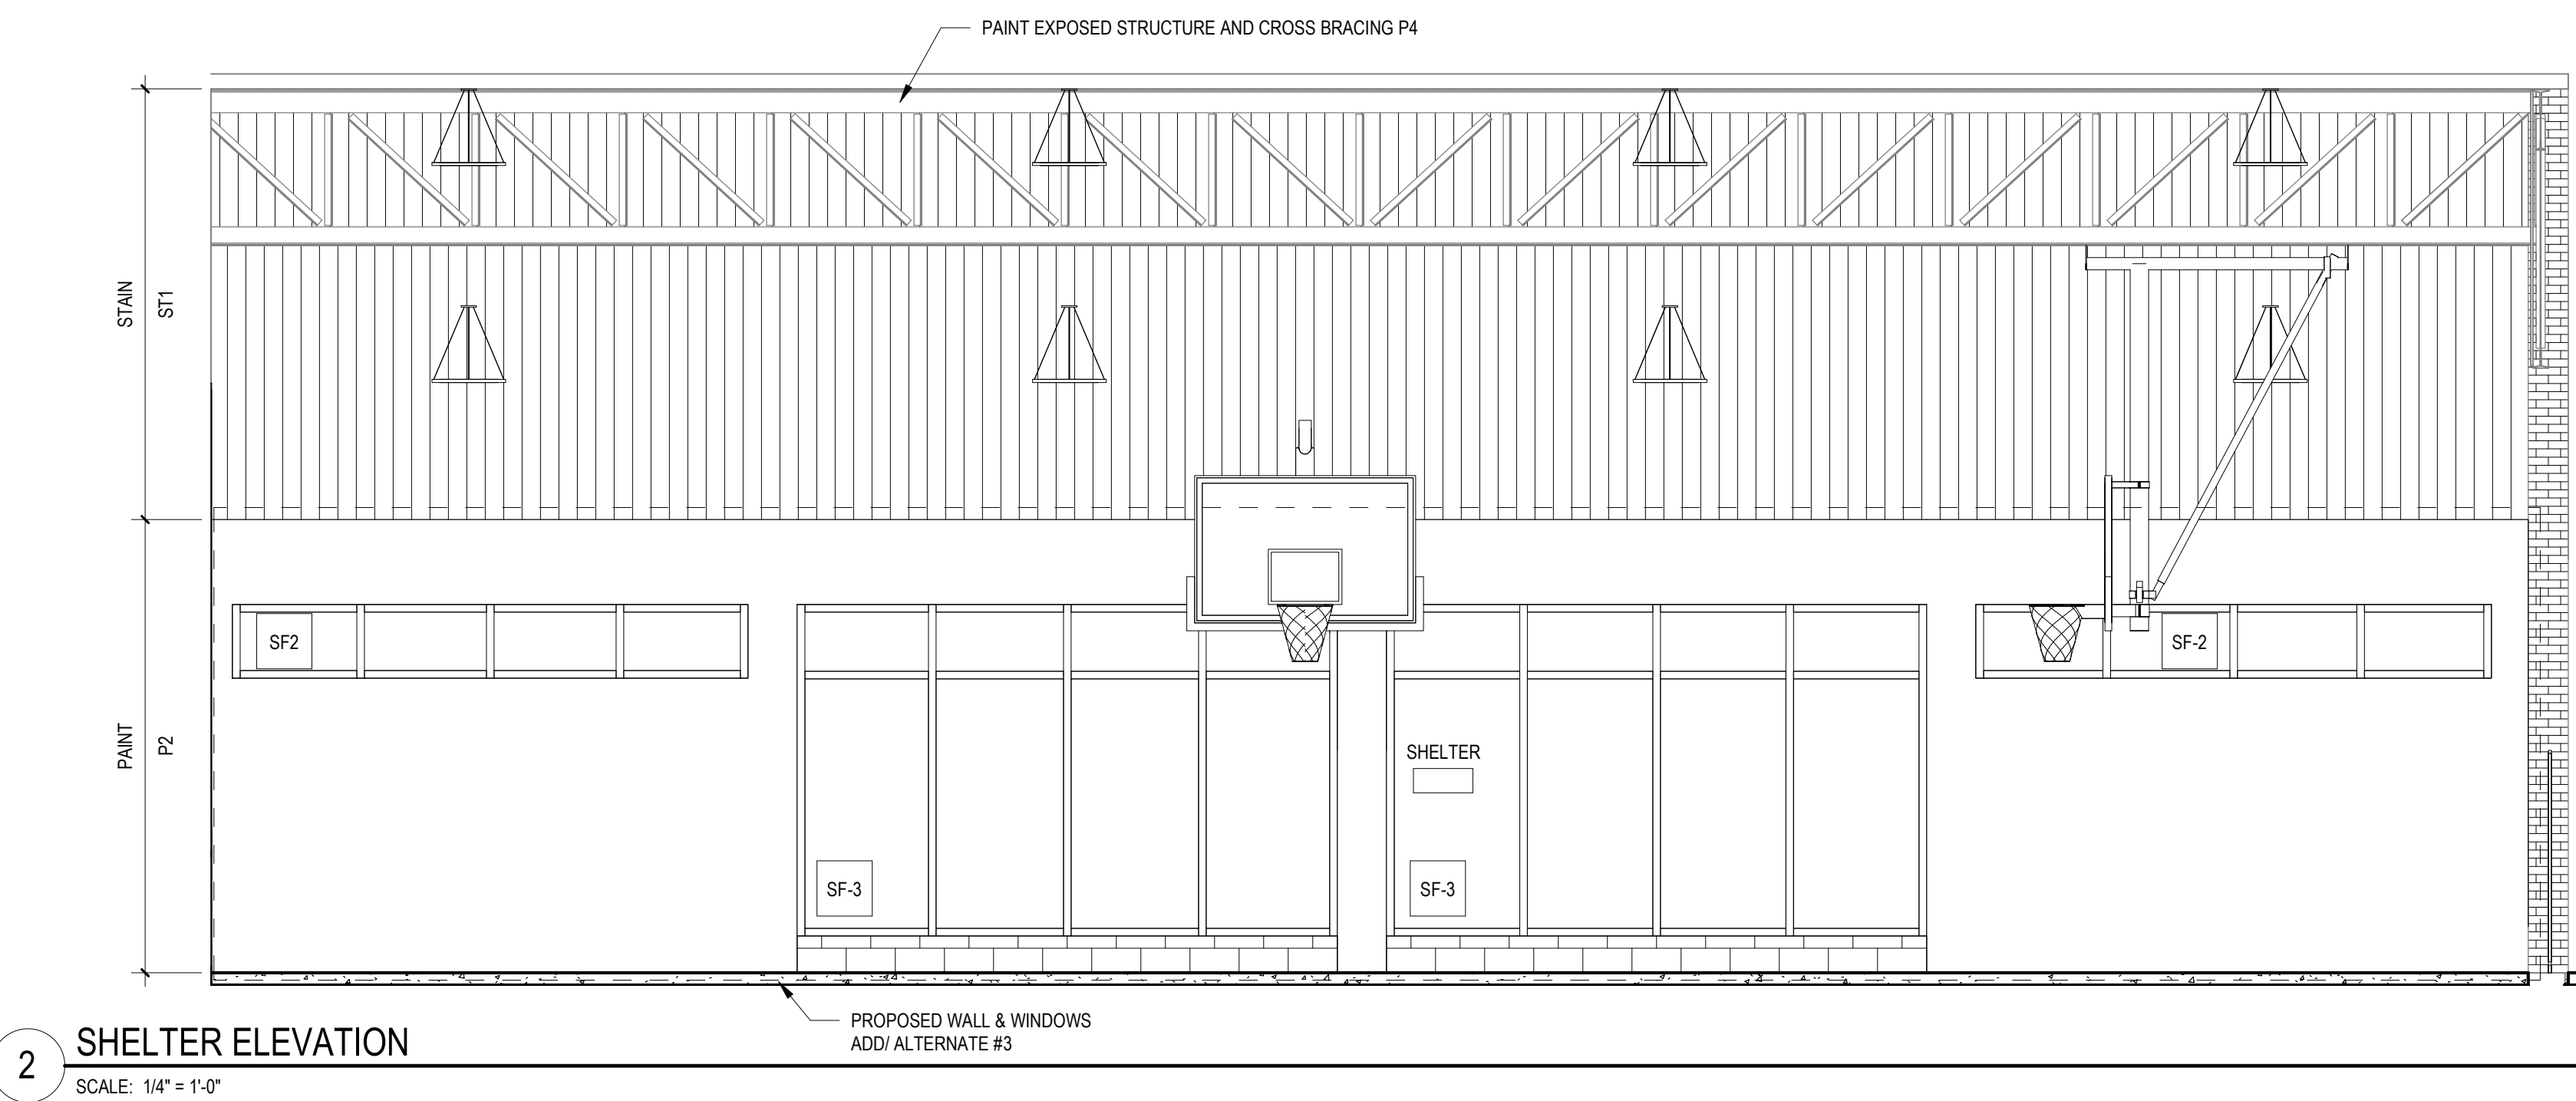 PAINT EXPOSED STRUCTURE AND CROSS BRACING P4
STAIN
ST1
PAINT
P2
SF2
SF-2
SHELTER
SF-3
SF-3
PROPOSED WALL & WINDOWS
ADD/ ALTERNATE #3
2
SHELTER ELEVATION
SCALE: 1/4" = 1'-0"